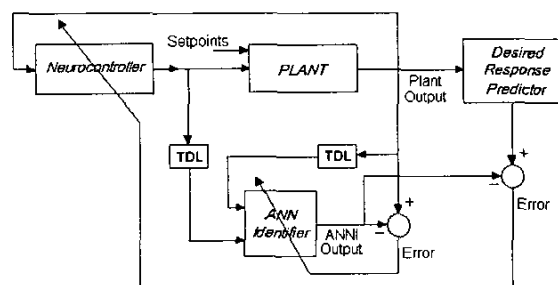 Setpoints
Neurocontroller
PLANT
Desired
Response
Predictor
Plant
Output
TDL
TDL
+
−
ANN
Identifier
+
−
Error
ANNI
Output
Error